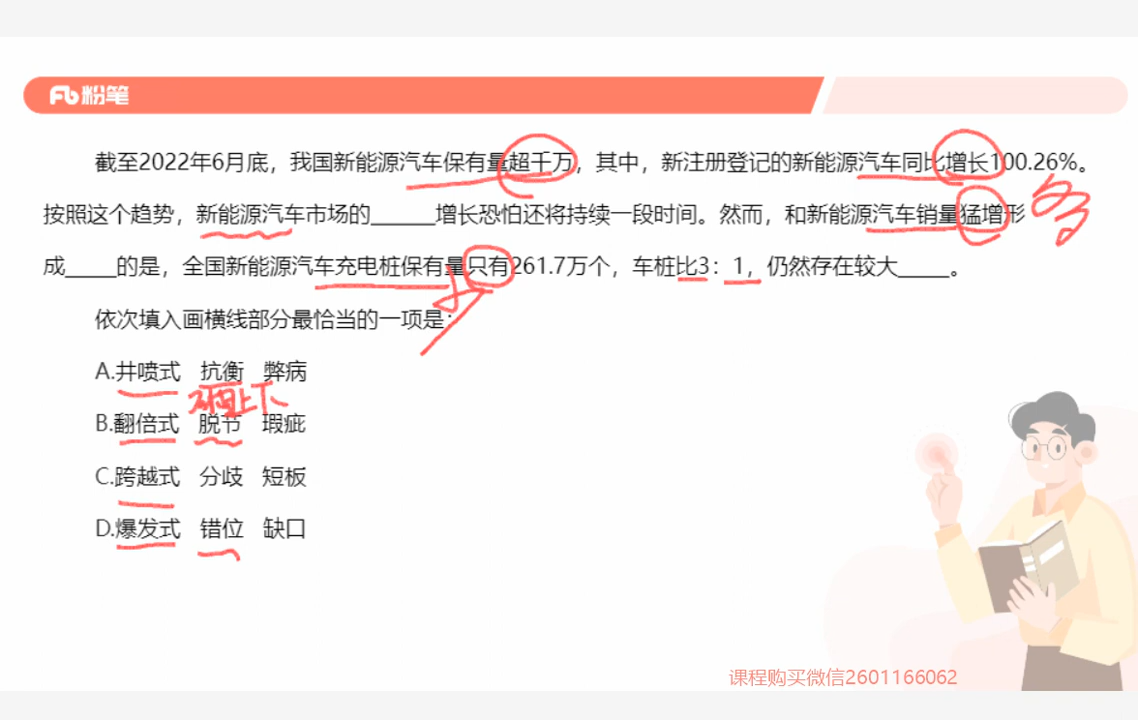 粉笔
截至2022年6月底，我国新能源汽车保有量超千万，其中，新注册登记的新能源汽车同比增长100.26%。
按照这个趋势，新能源汽车市场的______增长恐怕还将持续一段时间。然而，和新能源汽车销量猛增形
成_____的是，全国新能源汽车充电桩保有量只有261.7万个，车桩比3：1，仍然存在较大_____。
多
少
依次填入画横线部分最恰当的一项是：
A.井喷式 抗衡 弊病
B.翻倍式 脱节 瑕疵
C.跨越式 分歧 短板
D.爆发式 错位 缺口
课程购买微信2601166062